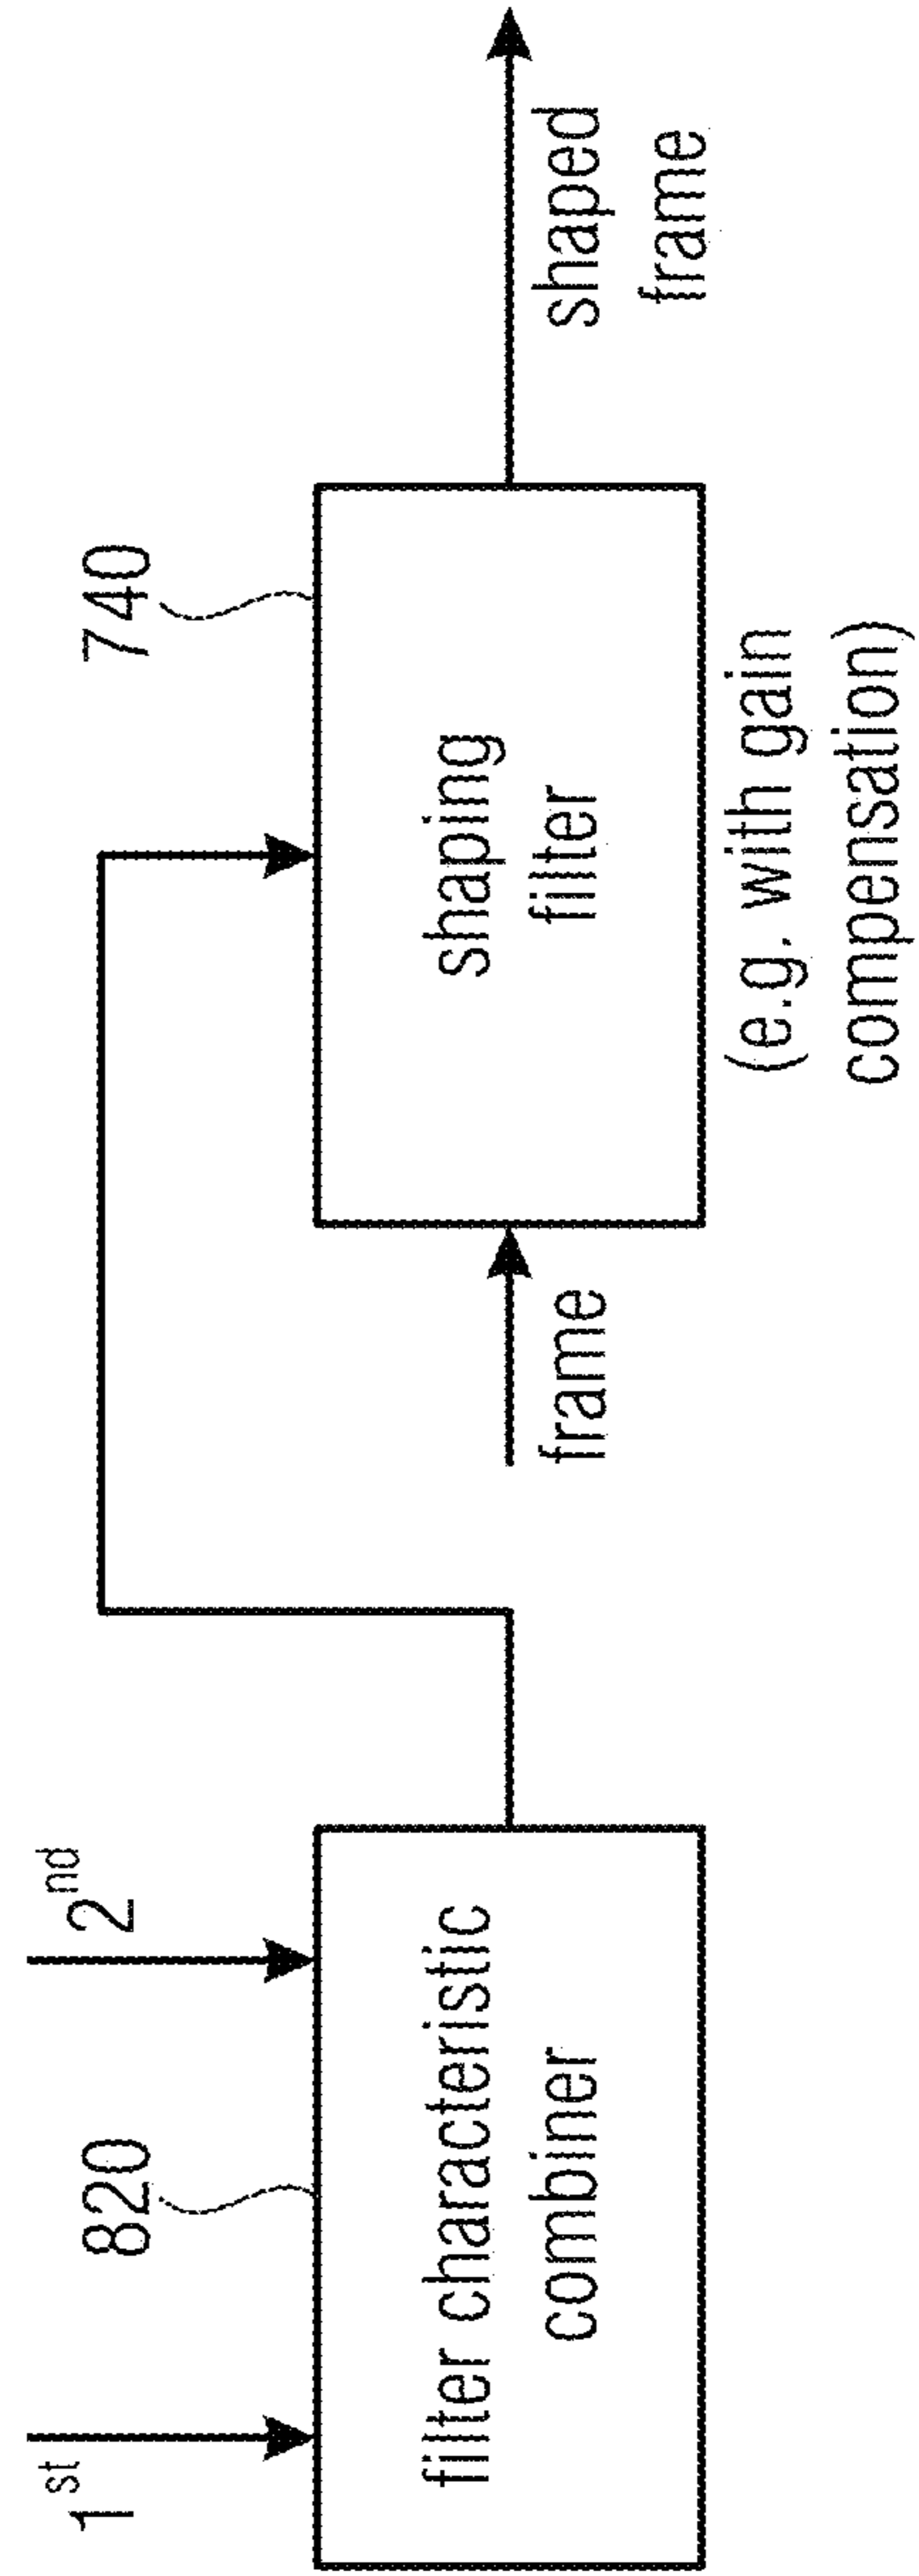 1st
820
2nd
filter characteristic
combiner
frame
740
shaping
filter
(e.g. with gain
compensation)
shaped
frame